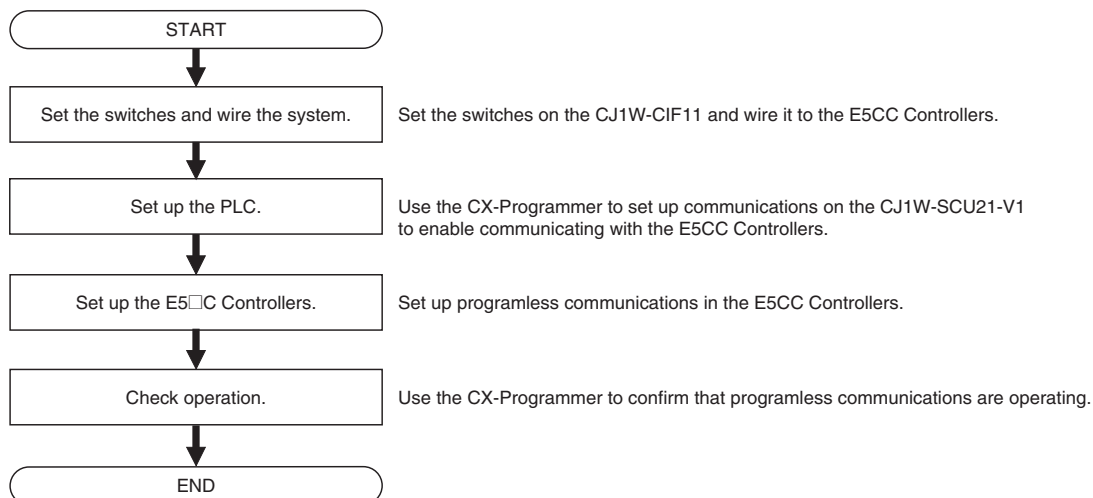 START
Set the switches and wire the system.
Set the switches on the CJ1W-CIF11 and wire it to the E5CC Controllers.
Set up the PLC.
Use the CX-Programmer to set up communications on the CJ1W-SCU21-V1
to enable communicating with the E5CC Controllers.
Set up the E5□C Controllers.
Set up programless communications in the E5CC Controllers.
Check operation.
Use the CX-Programmer to confirm that programless communications are operating.
END